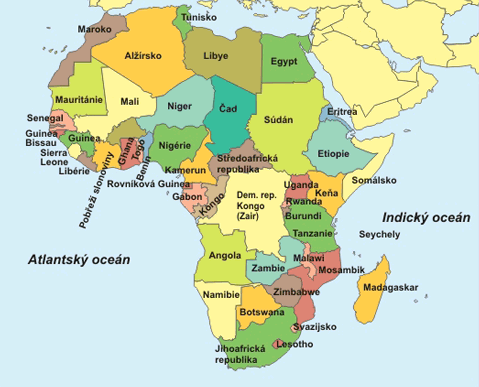 Tunisko
Maroko
Alžírsko
Libye
Egypt
Mauritánie
Mali
Niger
Čad
Súdán
Eritrea
Senegal
Guinea
Bissau
Guinea
Sierra
Leone
Libérie
Pobřeží slonoviny
Ghana
Togo
Benin
Nigérie
Kamerun
Středoafrická
republika
Etiopie
Somálsko
Rovníková Guinea
Gabon
Kongo
Dem. rep.
Kongo
(Zair)
Uganda
Keňa
Rwanda
Burundi
Tanzanie
Indický oceán
Seychely
Atlantský oceán
Angola
Zambie
Malawi
Mosambik
Madagaskar
Namibie
Zimbabwe
Botswana
Svazijsko
Lesotho
Jihoafrická
republika